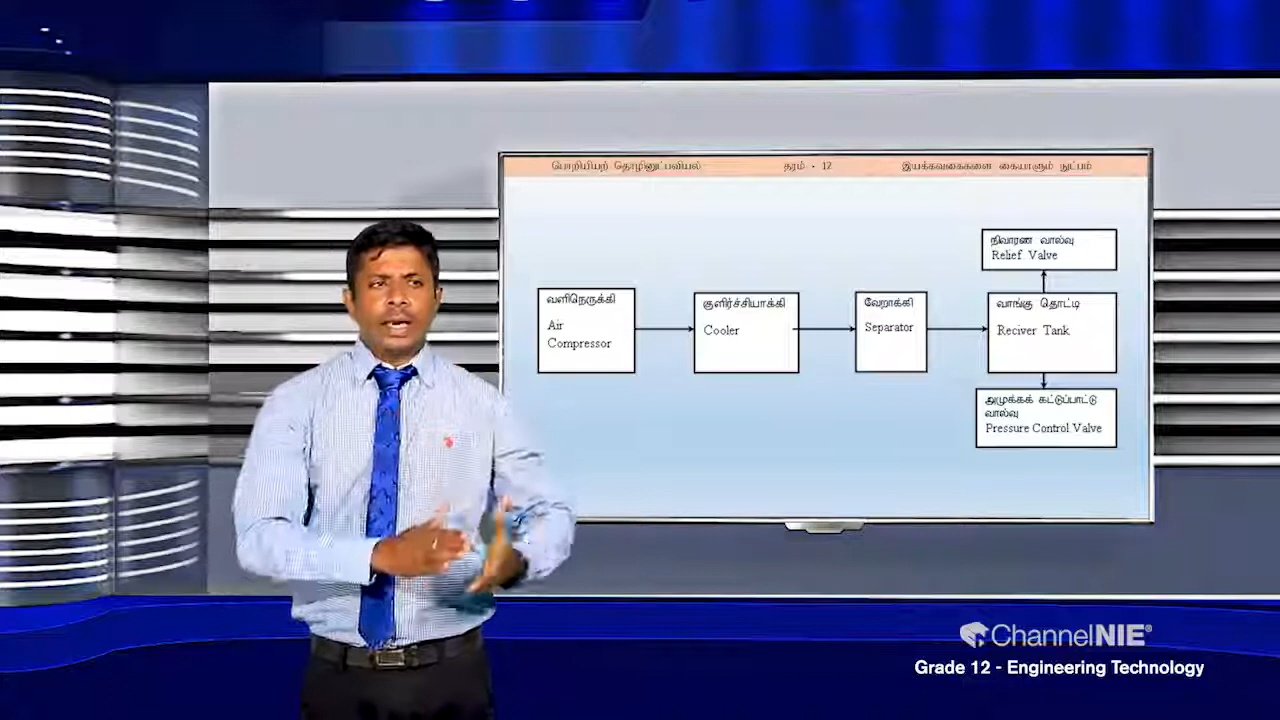 பொறியியற் தொழினுட்பவியல் தரம் - 12 இயக்கவகைகளை கையாளும் நுட்பம்
நிவாரண வால்வு
Relief Valve
வளிநெருக்கி
Air
Compressor
குளிர்ச்சியாக்கி
Cooler
வேறாக்கி
Separator
வாங்கு தொட்டி
Reciver Tank
அமுக்கக் கட்டுப்பாட்டு
வால்வு
Pressure Control Valve
ChannelNIE®
Grade 12 - Engineering Technology